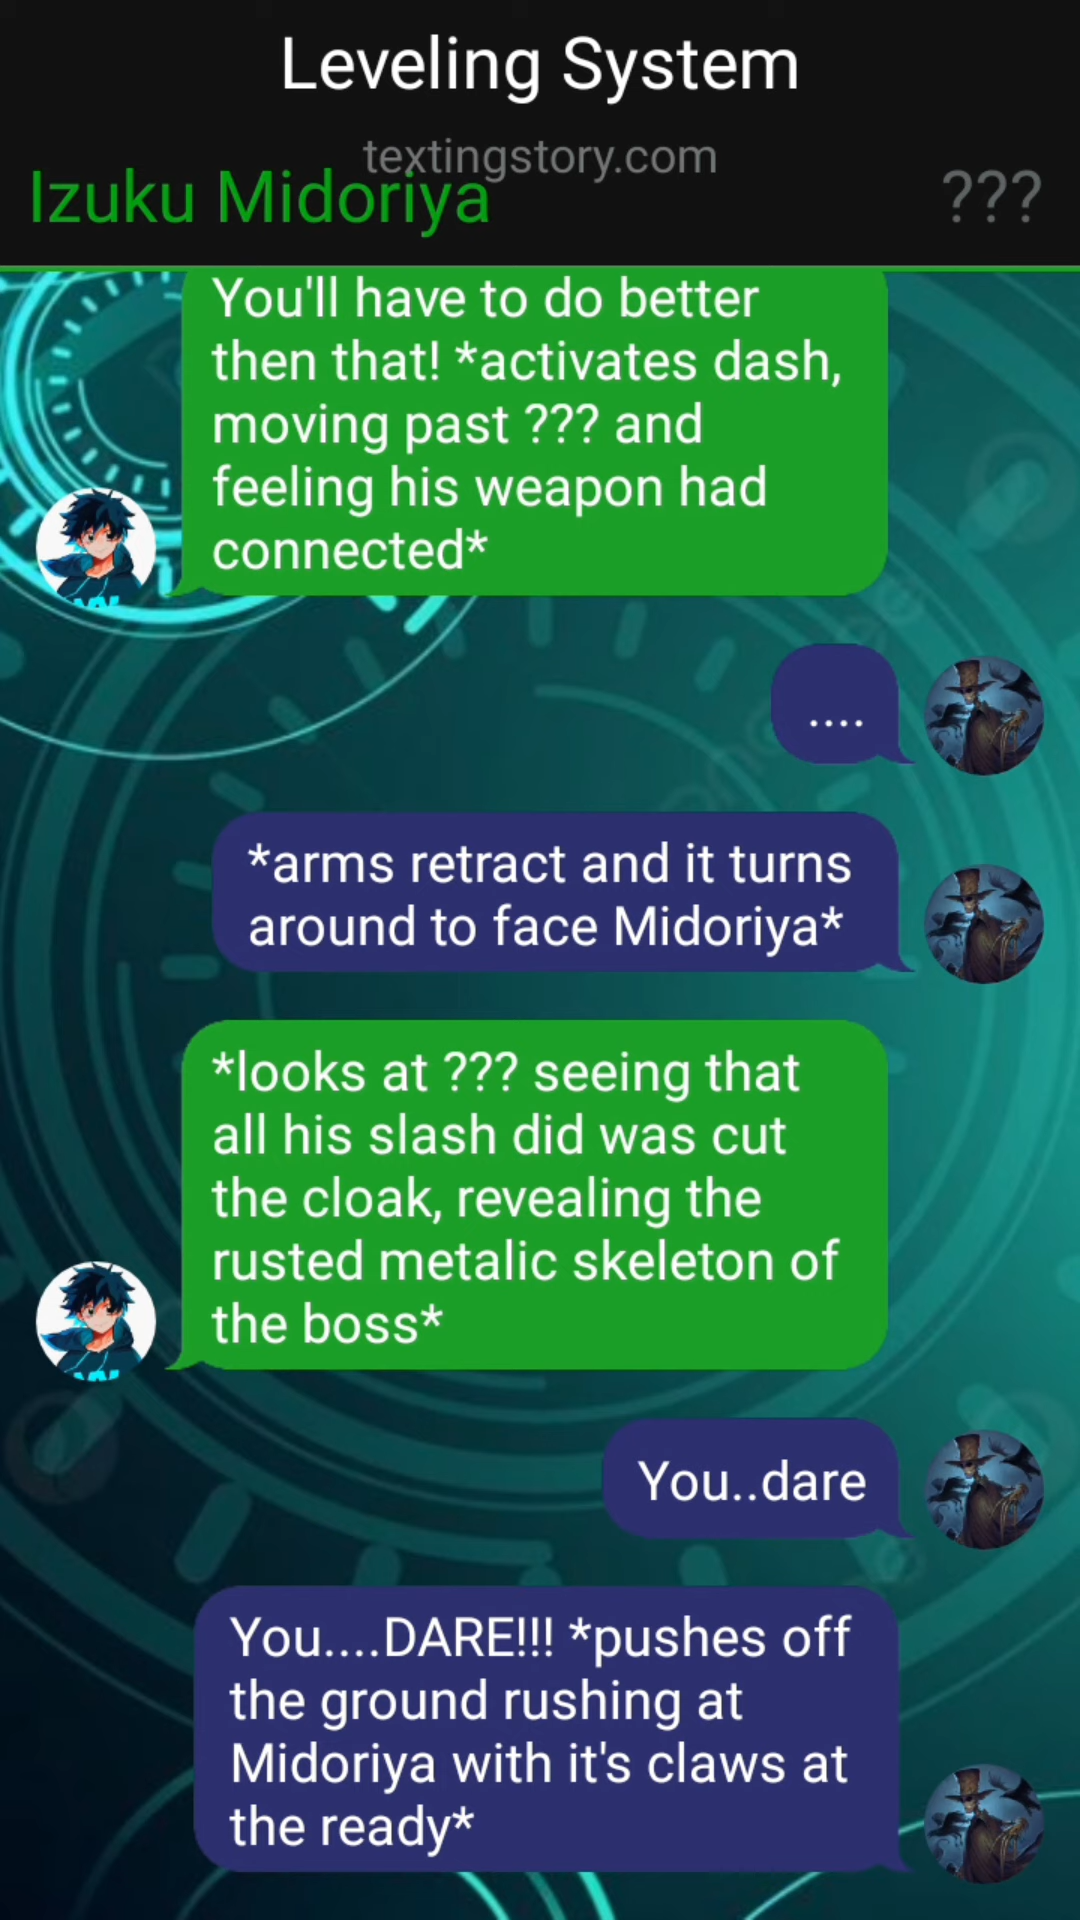 Leveling System
textingstory.com
Izuku Midoriya
???
You'll have to do better
then that! *activates dash,
moving past ??? and
feeling his weapon had
connected*
....
*arms retract and it turns
around to face Midoriya*
*looks at ??? seeing that
all his slash did was cut
the cloak, revealing the
rusted metalic skeleton of
the boss*
You..dare
You....DARE!!! *pushes off
the ground rushing at
Midoriya with it's claws at
the ready*